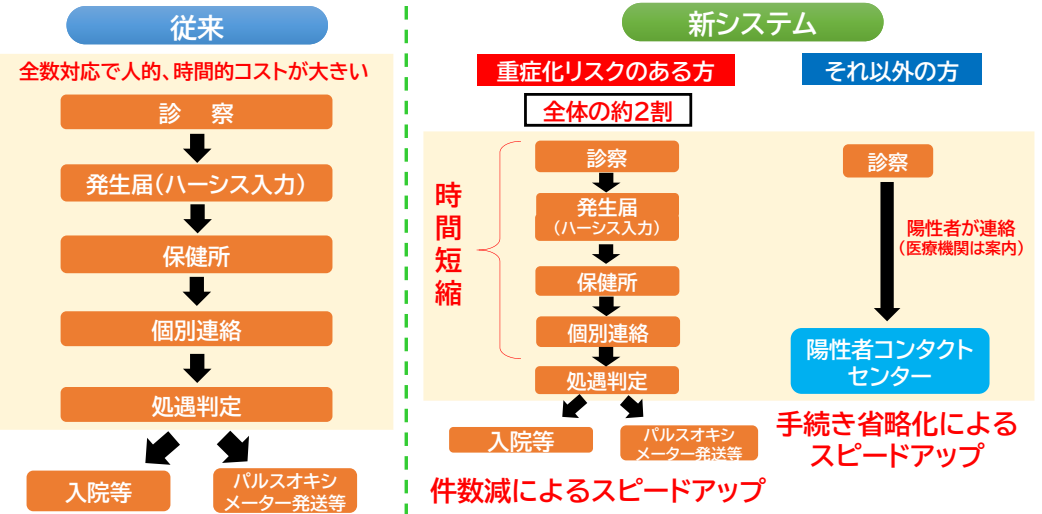 従来
全数対応で人的、時間的コストが大きい
診　察
発生届(ハーシス入力)
保健所
個別連絡
処遇判定
入院等
パルスオキシ
メーター発送等
新システム
重症化リスクのある方
全体の約2割
時間短縮
診察
発生届
(ハーシス入力)
保健所
個別連絡
処遇判定
入院等
パルスオキシ
メーター発送等
件数減によるスピードアップ
それ以外の方
診察
陽性者が連絡
(医療機関は案内)
陽性者コンタクト
センター
手続き省略化による
スピードアップ